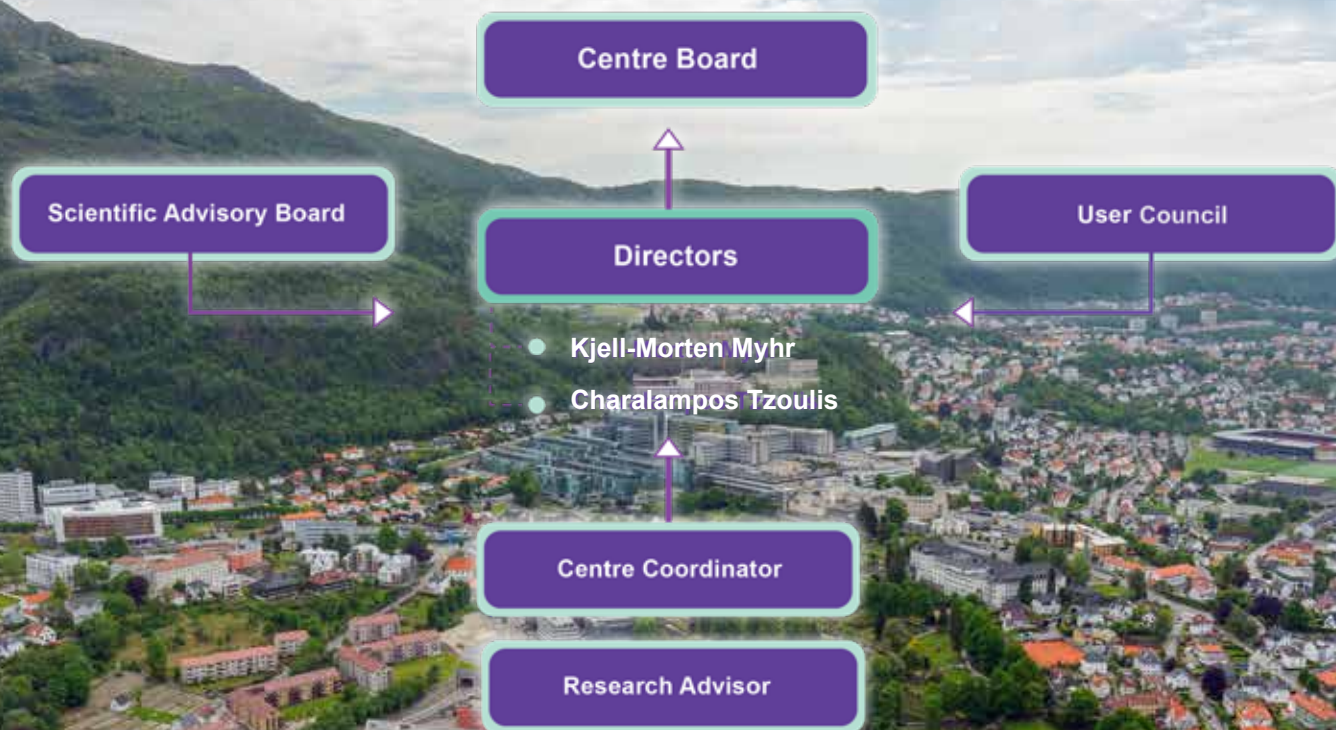 Centre Board
Scientific Advisory Board
Directors
User Council
Kjell-Morten Myhr
Charalampos Tzoulis
Centre Coordinator
Research Advisor